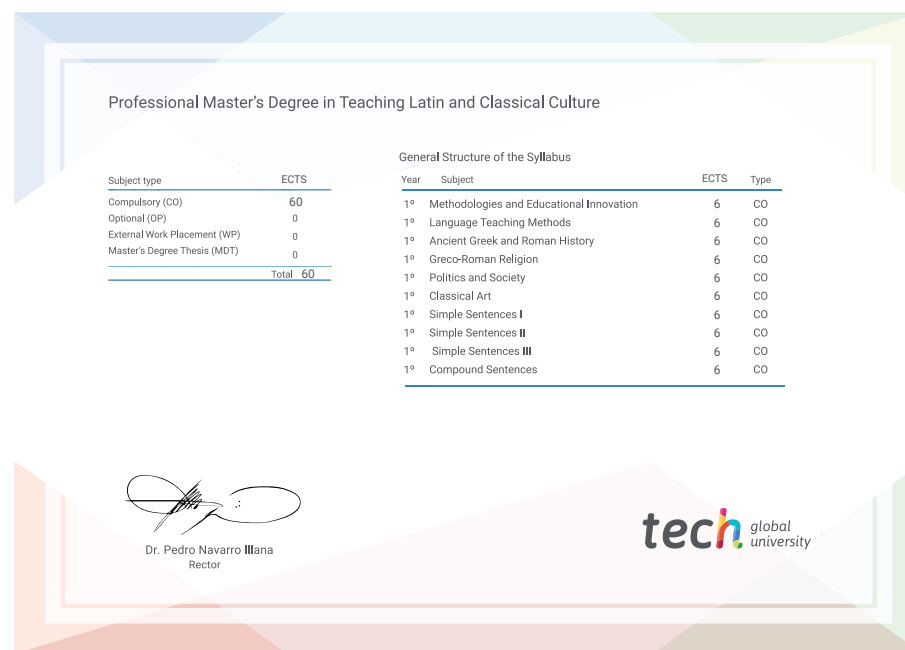 Professional Master's Degree in Teaching Latin and Classical Culture
Subject type ECTS
Compulsory (CO) 60
Optional (OP) 0
External Work Placement (WP) 0
Master's Degree Thesis (MDT) 0
Total 60
General Structure of the Syllabus
Year Subject ECTS Type
1º Methodologies and Educational Innovation 6 CO
1º Language Teaching Methods 6 CO
1º Ancient Greek and Roman History 6 CO
1º Greco-Roman Religion 6 CO
1º Politics and Society 6 CO
1º Classical Art 6 CO
1º Simple Sentences I 6 CO
1º Simple Sentences II 6 CO
1º Simple Sentences III 6 CO
1º Compound Sentences 6 CO
Dr. Pedro Navarro Illana
Rector
tech global
university